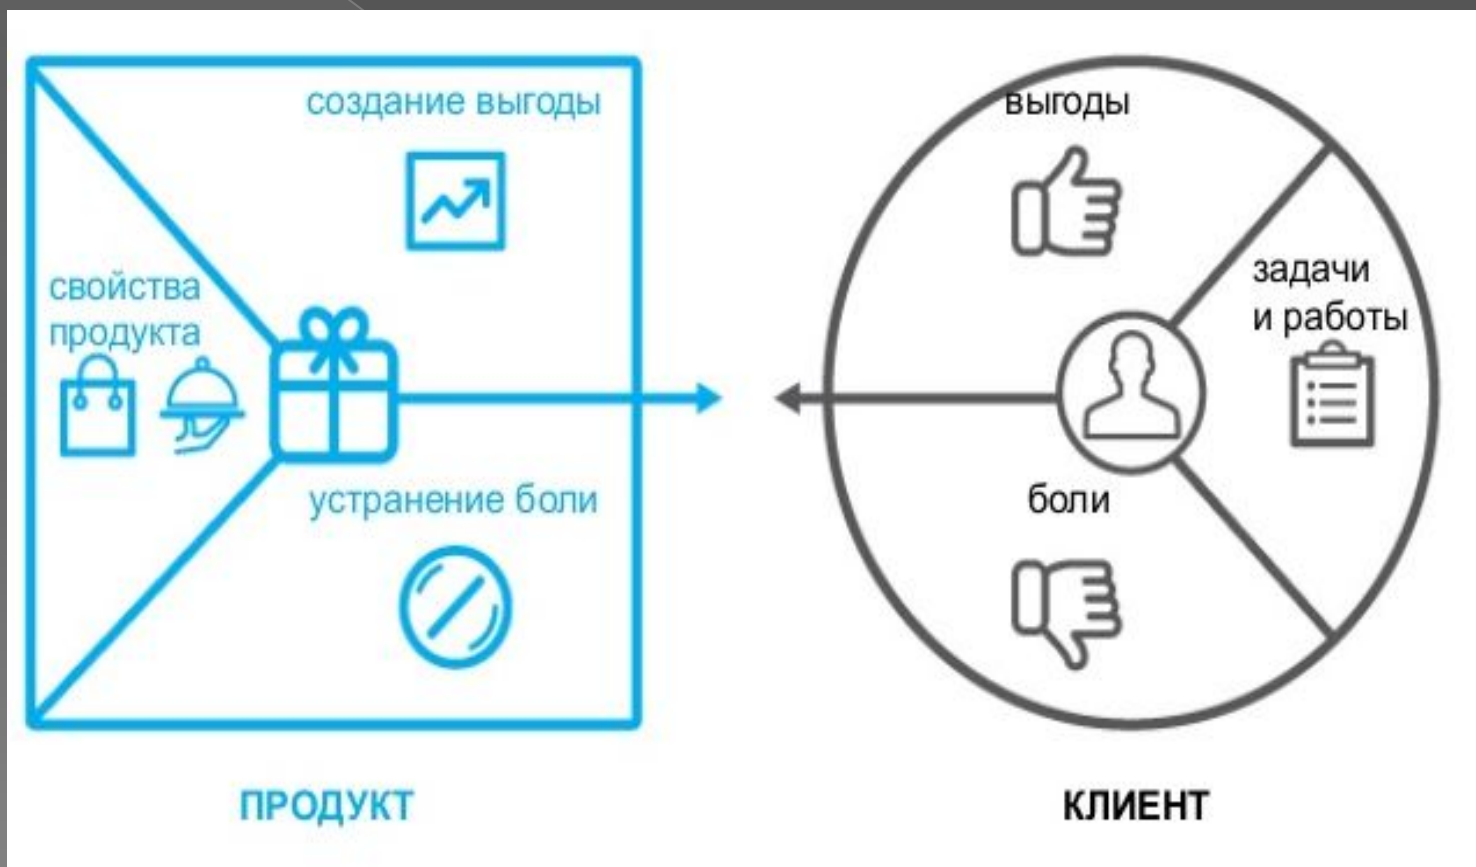 создание выгоды
свойства
продукта
устранение боли
ПРОДУКТ
выгоды
задачи
и работы
боли
КЛИЕНТ